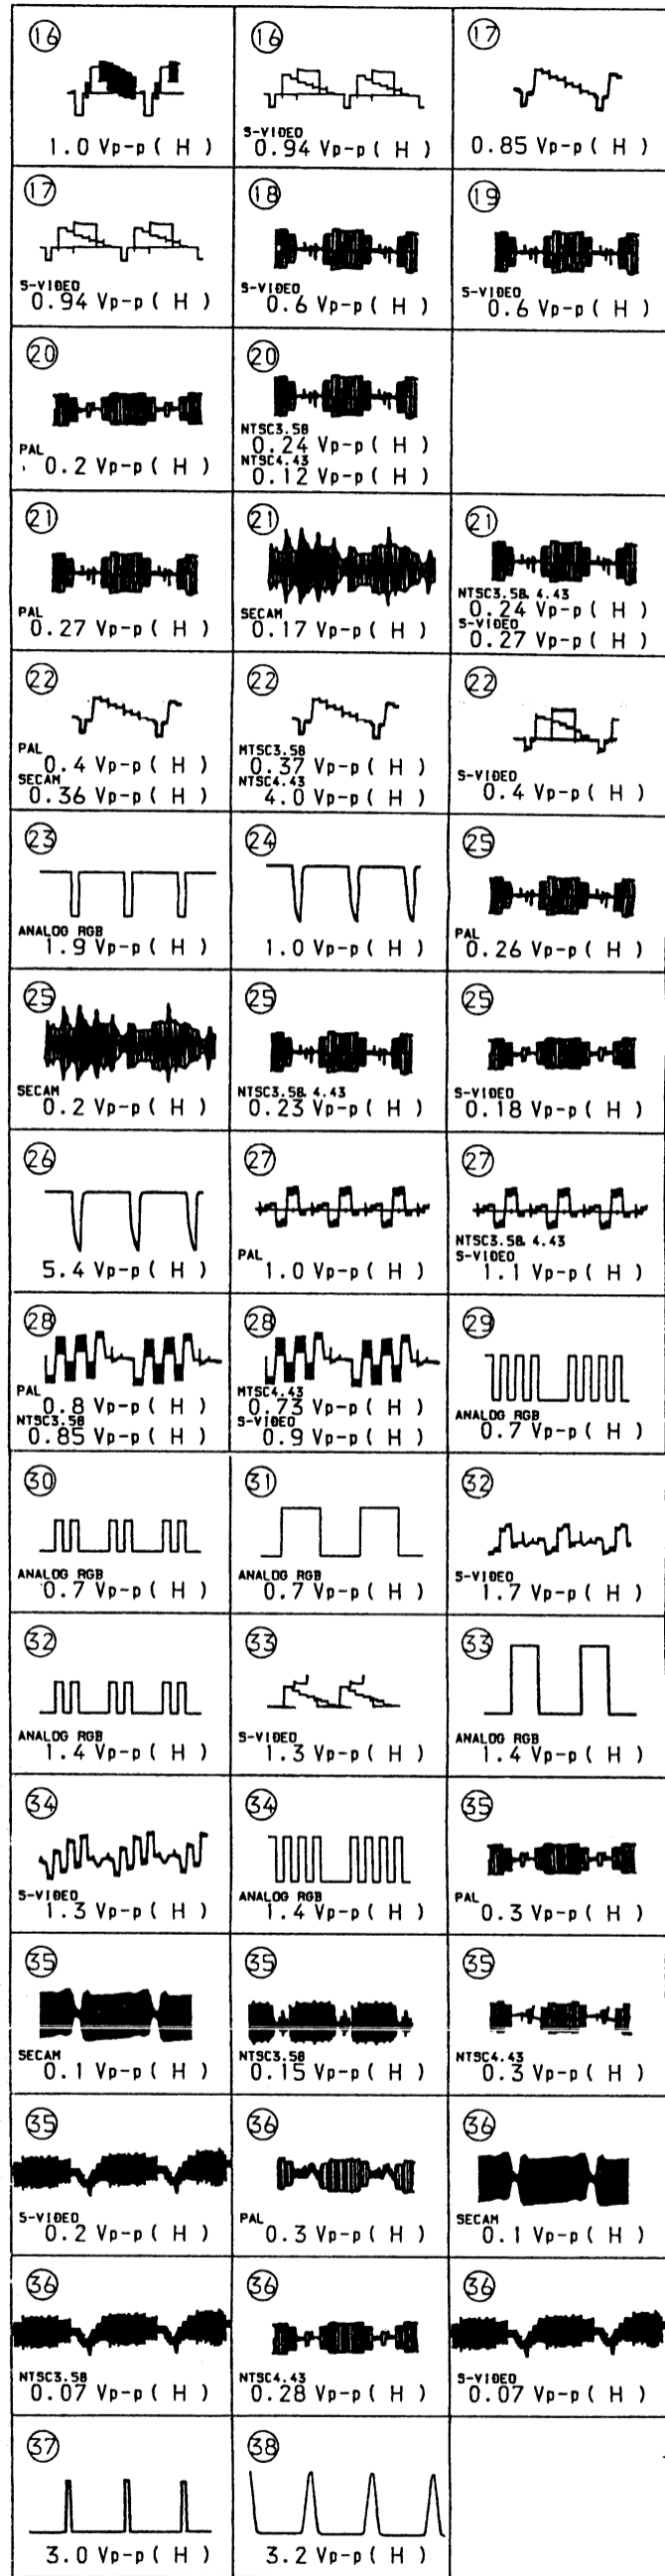 16
1.0 Vp-p ( H )
16
S-VIDEO
0.94 Vp-p ( H )
17
0.85 Vp-p ( H )
17
S-VIDEO
0.94 Vp-p ( H )
18
S-VIDEO
0.6 Vp-p ( H )
19
S-VIDEO
0.6 Vp-p ( H )
20
PAL
0.2 Vp-p ( H )
20
NTSC3.58
0.24 Vp-p ( H )
NTSC4.43
0.12 Vp-p ( H )
21
PAL
0.27 Vp-p ( H )
21
SECAM
0.17 Vp-p ( H )
21
NTSC3.58, 4.43
0.24 Vp-p ( H )
S-VIDEO
0.27 Vp-p ( H )
22
PAL
0.4 Vp-p ( H )
SECAM
0.36 Vp-p ( H )
22
MTSC3.58
0.37 Vp-p ( H )
NTSC4.43
4.0 Vp-p ( H )
22
S-VIDEO
0.4 Vp-p ( H )
23
ANALOG RGB
1.9 Vp-p ( H )
24
1.0 Vp-p ( H )
25
PAL
0.26 Vp-p ( H )
25
SECAM
0.2 Vp-p ( H )
25
NTSC3.58, 4.43
0.23 Vp-p ( H )
25
S-VIDEO
0.18 Vp-p ( H )
26
5.4 Vp-p ( H )
27
PAL
1.0 Vp-p ( H )
27
NTSC3.58, 4.43
S-VIDEO
1.1 Vp-p ( H )
28
PAL
0.8 Vp-p ( H )
NTSC3.58
0.85 Vp-p ( H )
28
MTSC4.43
0.73 Vp-p ( H )
S-VIDEO
0.9 Vp-p ( H )
29
ANALOG RGB
0.7 Vp-p ( H )
30
ANALOG RGB
0.7 Vp-p ( H )
31
ANALOG RGB
0.7 Vp-p ( H )
32
S-VIDEO
1.7 Vp-p ( H )
32
ANALOG RGB
1.4 Vp-p ( H )
33
S-VIDEO
1.3 Vp-p ( H )
33
ANALOG RGB
1.4 Vp-p ( H )
34
S-VIDEO
1.3 Vp-p ( H )
34
ANALOG RGB
1.4 Vp-p ( H )
35
PAL
0.3 Vp-p ( H )
35
SECAM
0.1 Vp-p ( H )
35
NTSC3.58
0.15 Vp-p ( H )
35
NTSC4.43
0.3 Vp-p ( H )
35
S-VIDEO
0.2 Vp-p ( H )
36
PAL
0.3 Vp-p ( H )
36
SECAM
0.1 Vp-p ( H )
36
NTSC3.58
0.07 Vp-p ( H )
36
NTSC4.43
0.28 Vp-p ( H )
36
S-VIDEO
0.07 Vp-p ( H )
37
3.0 Vp-p ( H )
38
3.2 Vp-p ( H )